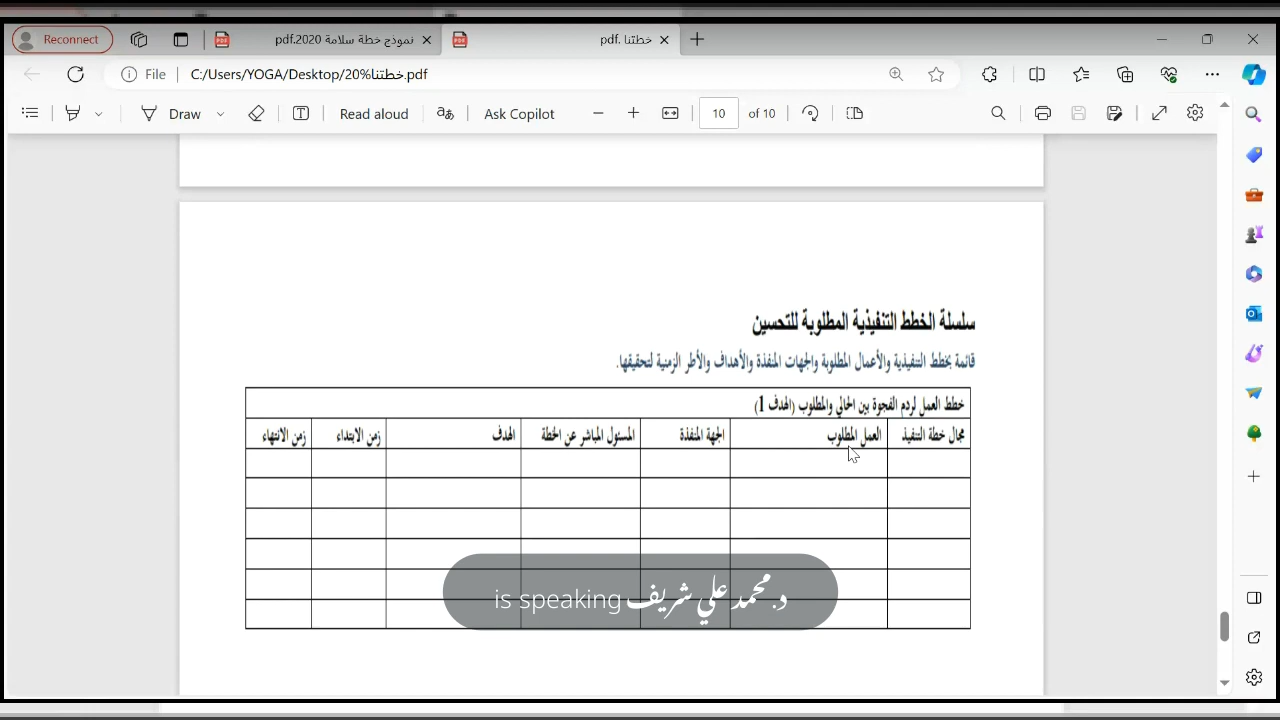 Reconnect
نموذج خطة سلامة 2020.pdf
خطتنا .pdf
File
C:/Users/YOGA/Desktop/20%خطتنا.pdf
Draw
Read aloud
Ask Copilot
10
of 10
سلسلة الخطط التنفيذية المطلوبة للتحسين
قائمة بخطط التنفيذية والأعمال المطلوبة والجهات المنفذة والأهداف والأطر الزمنية لتحقيقها.
خطط العمل لردم الفجوة بين الحالي والمطلوب (الهدف 1)
مجال خطة التنفيذ العمل المطلوب الجهة المنفذة المسئول المباشر عن الخطة الهدف زمن الابتداء زمن الانتهاء
د. محمد علي شريف is speaking